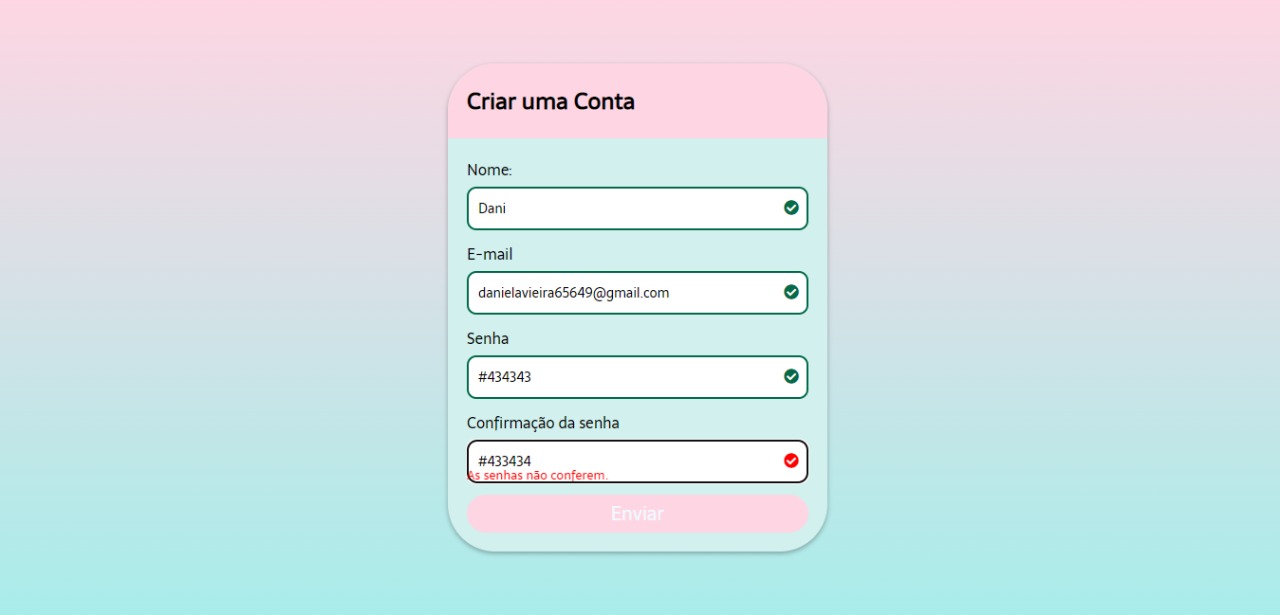 Criar uma Conta
Nome:
Dani
E-mail
danielavieira65649@gmail.com
Senha
#434343
Confirmação da senha
#433434
As senhas não conferem.
Enviar